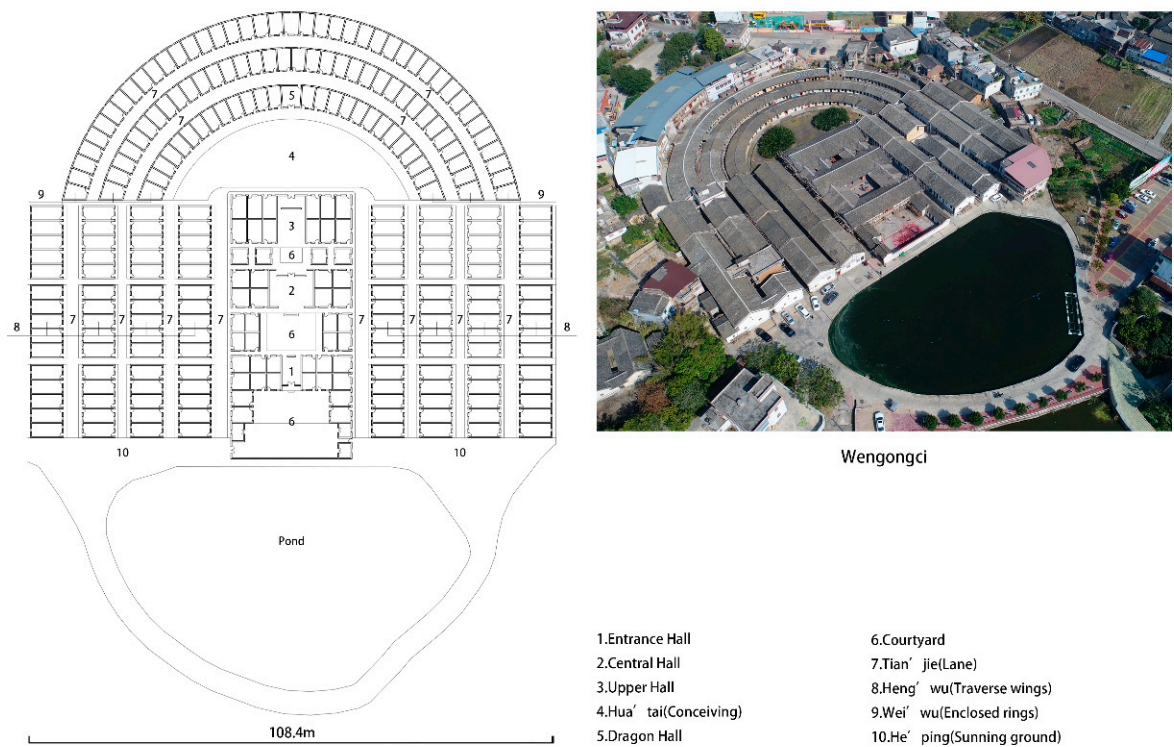 7
7
5
7
7
4
9
9
3
6
2
8
7
7
7
7
6
7
7
7
7
8
1
6
10
10
Pond
108.4m
Wengongci
1.Entrance Hall
2.Central Hall
3.Upper Hall
4.Hua' tai(Conceiving)
5.Dragon Hall
6.Courtyard
7.Tian' jie(Lane)
8.Heng' wu(Traverse wings)
9.Wei' wu(Enclosed rings)
10.He' ping(Sunning ground)